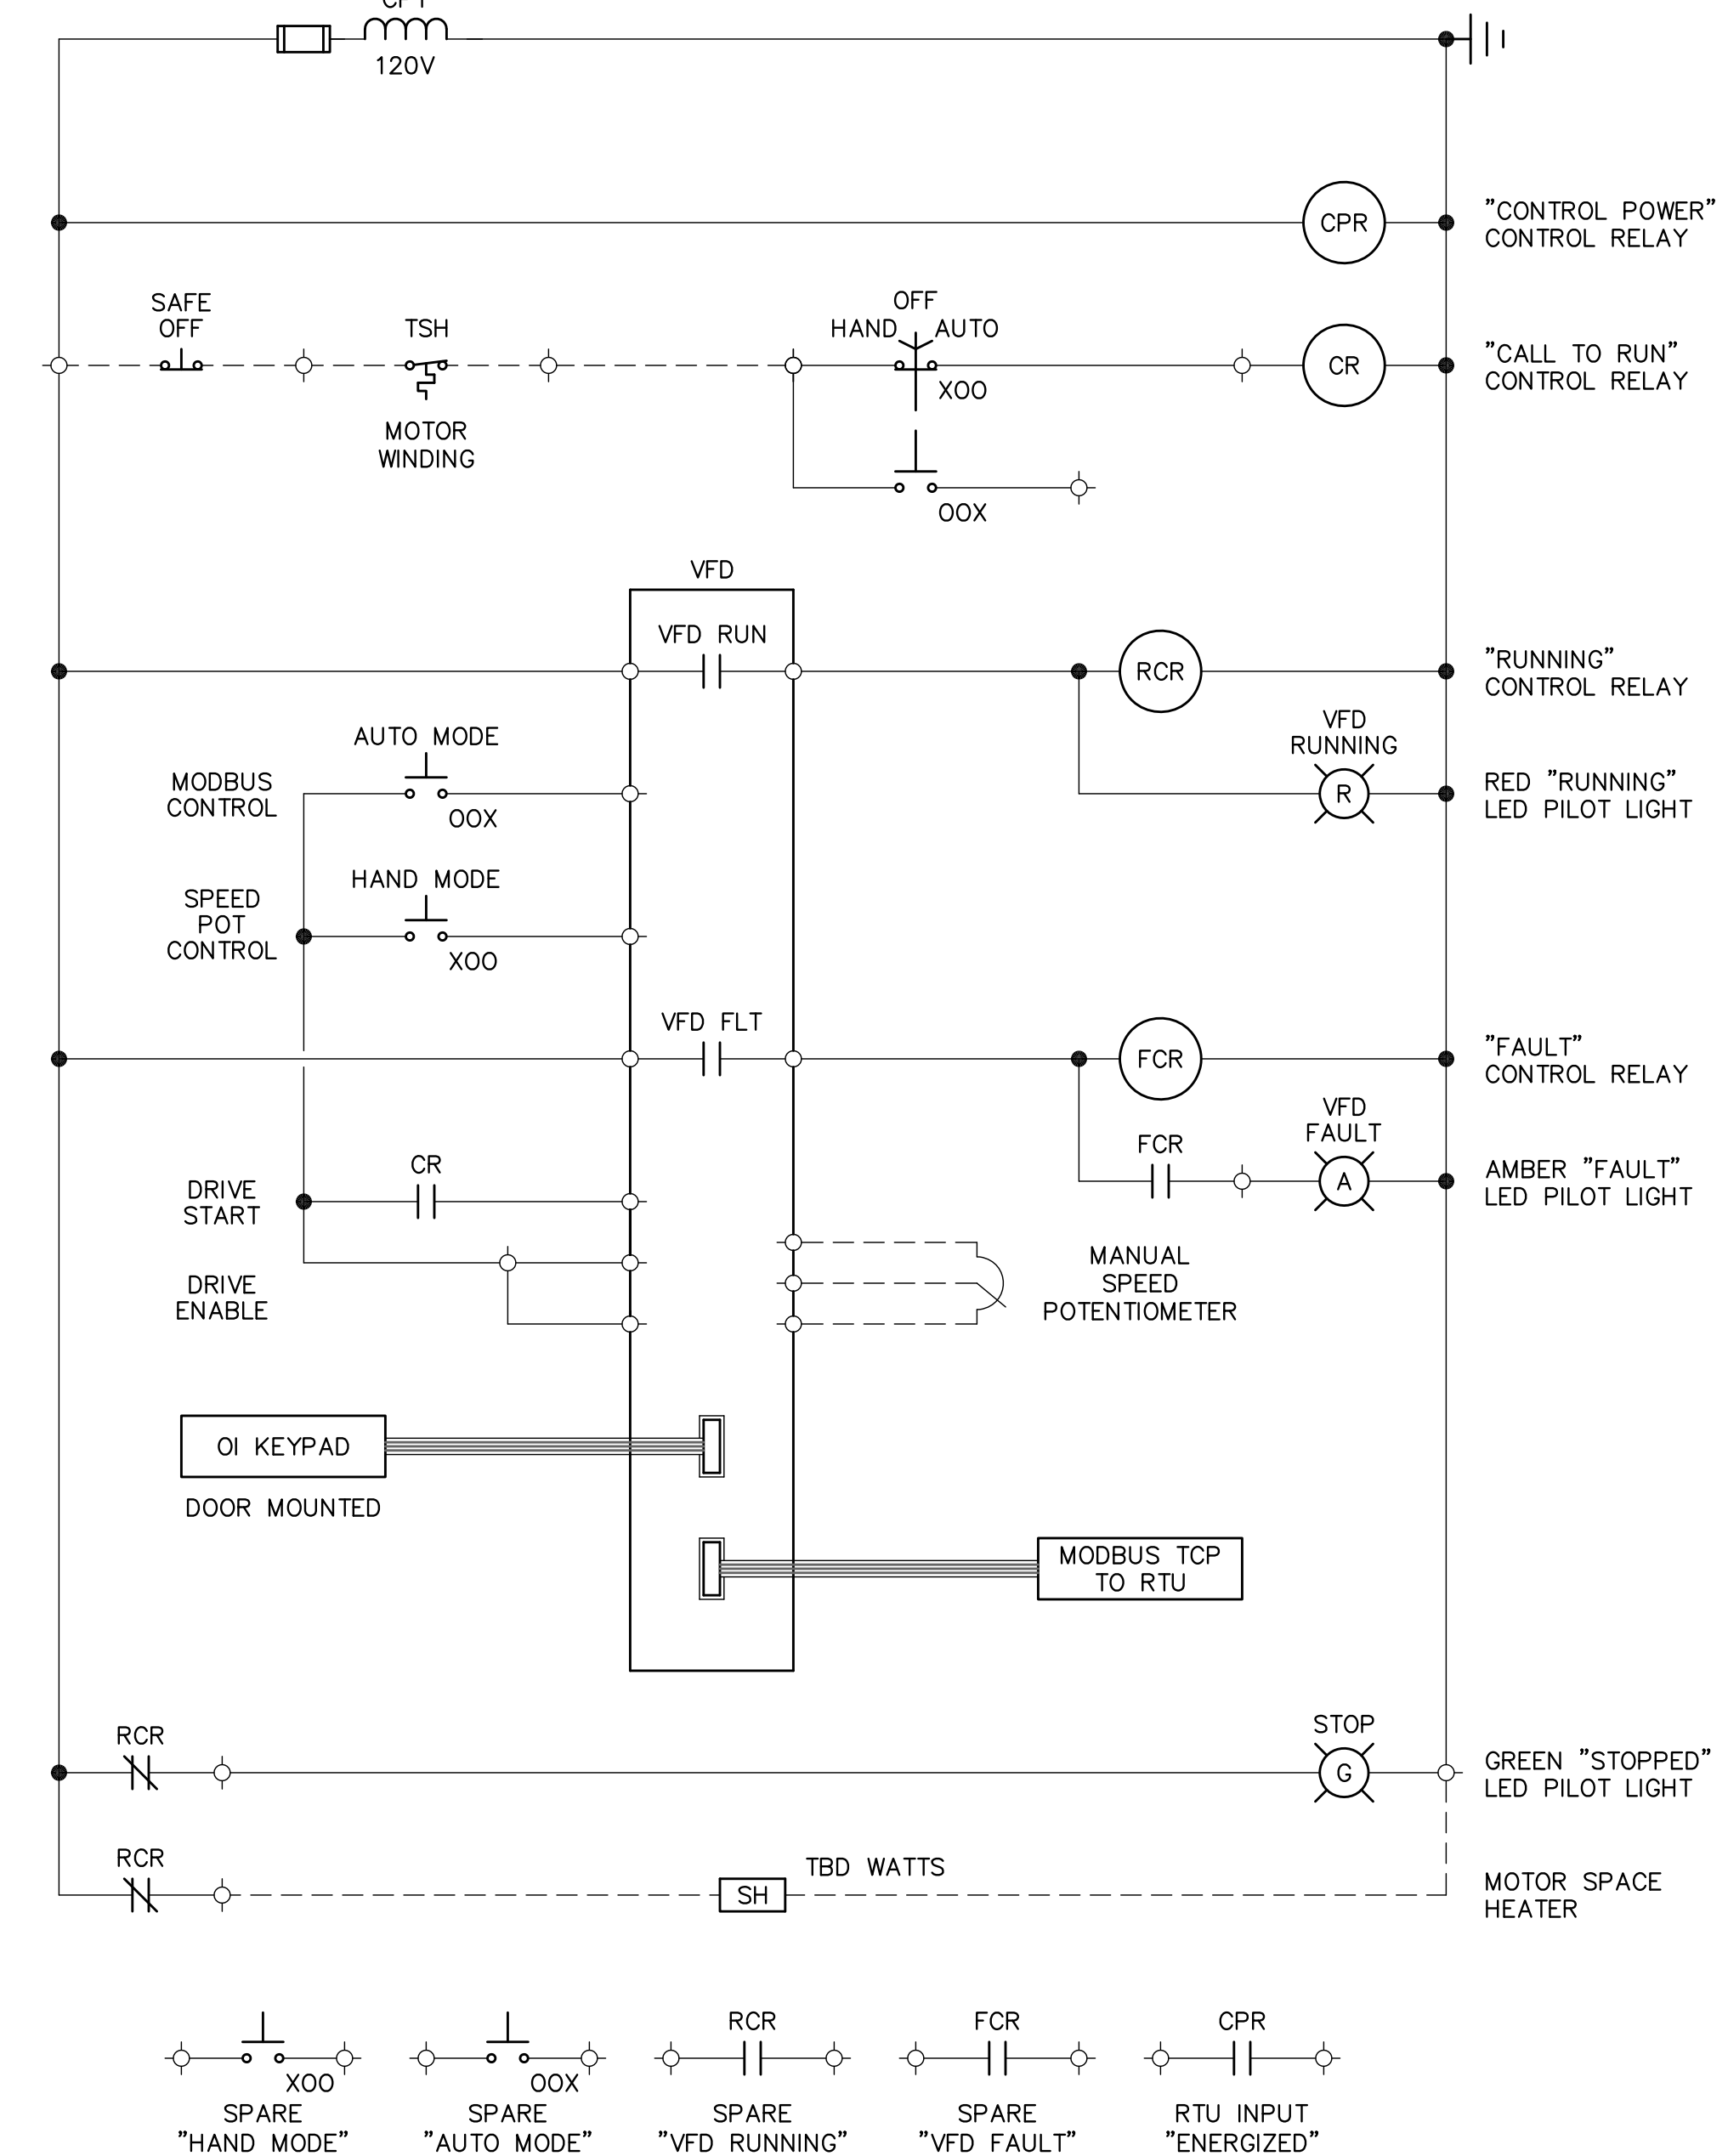 120V
CPR
"CONTROL POWER"
CONTROL RELAY
SAFE
OFF
TSH
MOTOR
WINDING
OFF
HAND AUTO
XOO
OOX
CR
"CALL TO RUN"
CONTROL RELAY
VFD
VFD RUN
RCR
"RUNNING"
CONTROL RELAY
AUTO MODE
MODBUS
CONTROL
OOX
VFD
RUNNING
R
RED "RUNNING"
LED PILOT LIGHT
HAND MODE
SPEED
POT
CONTROL
XOO
VFD FLT
FCR
"FAULT"
CONTROL RELAY
FCR
VFD
FAULT
A
AMBER "FAULT"
LED PILOT LIGHT
CR
DRIVE
START
DRIVE
ENABLE
MANUAL
SPEED
POTENTIOMETER
OI KEYPAD
DOOR MOUNTED
MODBUS TCP
TO RTU
RCR
STOP
G
GREEN "STOPPED"
LED PILOT LIGHT
RCR
TBD WATTS
SH
MOTOR SPACE
HEATER
XOO
SPARE
"HAND MODE"
OOX
SPARE
"AUTO MODE"
RCR
SPARE
"VFD RUNNING"
FCR
SPARE
"VFD FAULT"
CPR
RTU INPUT
"ENERGIZED"